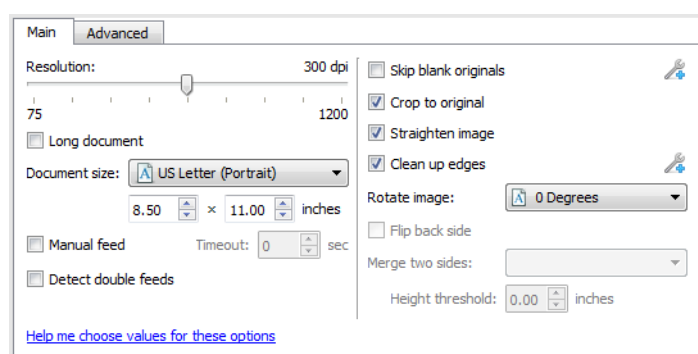 Main
Advanced
Resolution:
300 dpi
75
1200
Long document
Document size:
A US Letter (Portrait)
8.50 × 11.00 inches
Manual feed
Timeout: 0 sec
Detect double feeds
Help me choose values for these options
Skip blank originals
Crop to original
Straighten image
Clean up edges
Rotate image:
A 0 Degrees
Flip back side
Merge two sides:
Height threshold: 0.00 inches